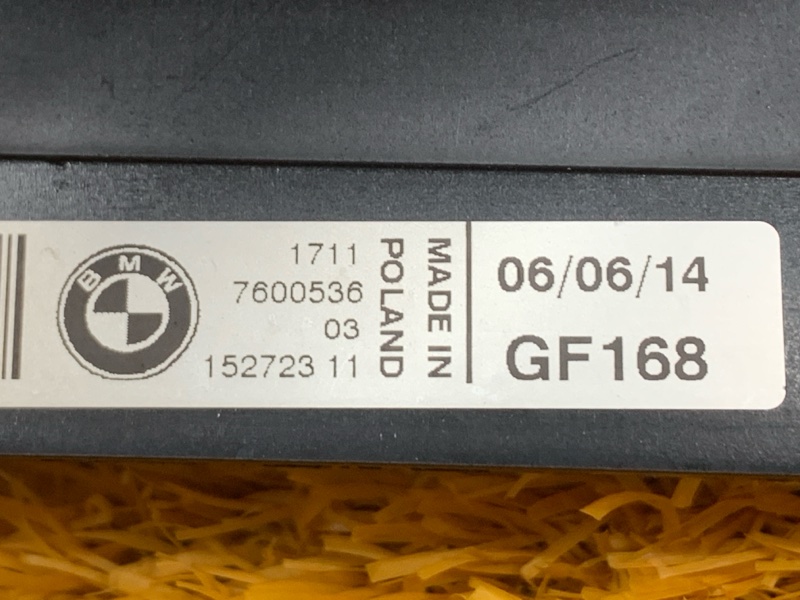 BMW
1711
7600536
03
152723 11
MADE IN
POLAND
06/06/14
GF168